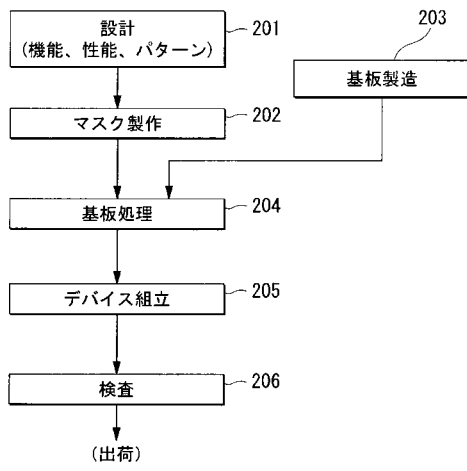 設計
(機能、性能、パターン)
201
203
基板製造
マスク製作
202
基板処理
204
デバイス組立
205
検査
206
(出荷)